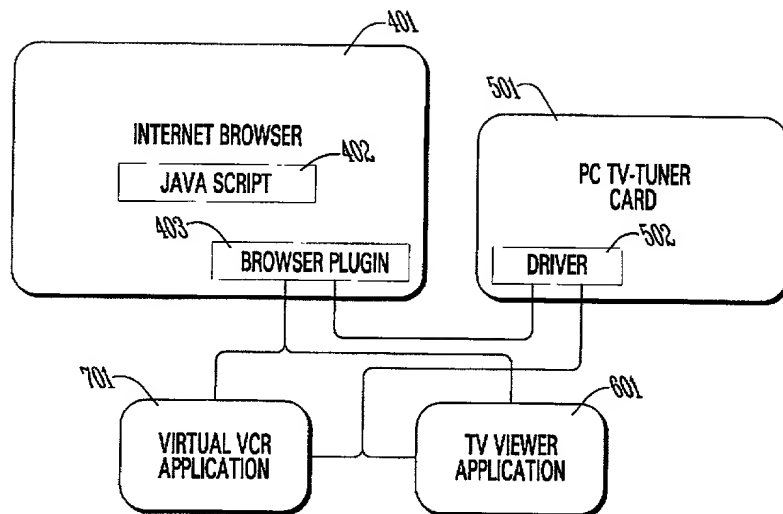 401
501
INTERNET BROWSER
402
JAVA SCRIPT
PC TV-TUNER
CARD
403
502
BROWSER PLUGIN
DRIVER
701
601
VIRTUAL VCR
APPLICATION
TV VIEWER
APPLICATION